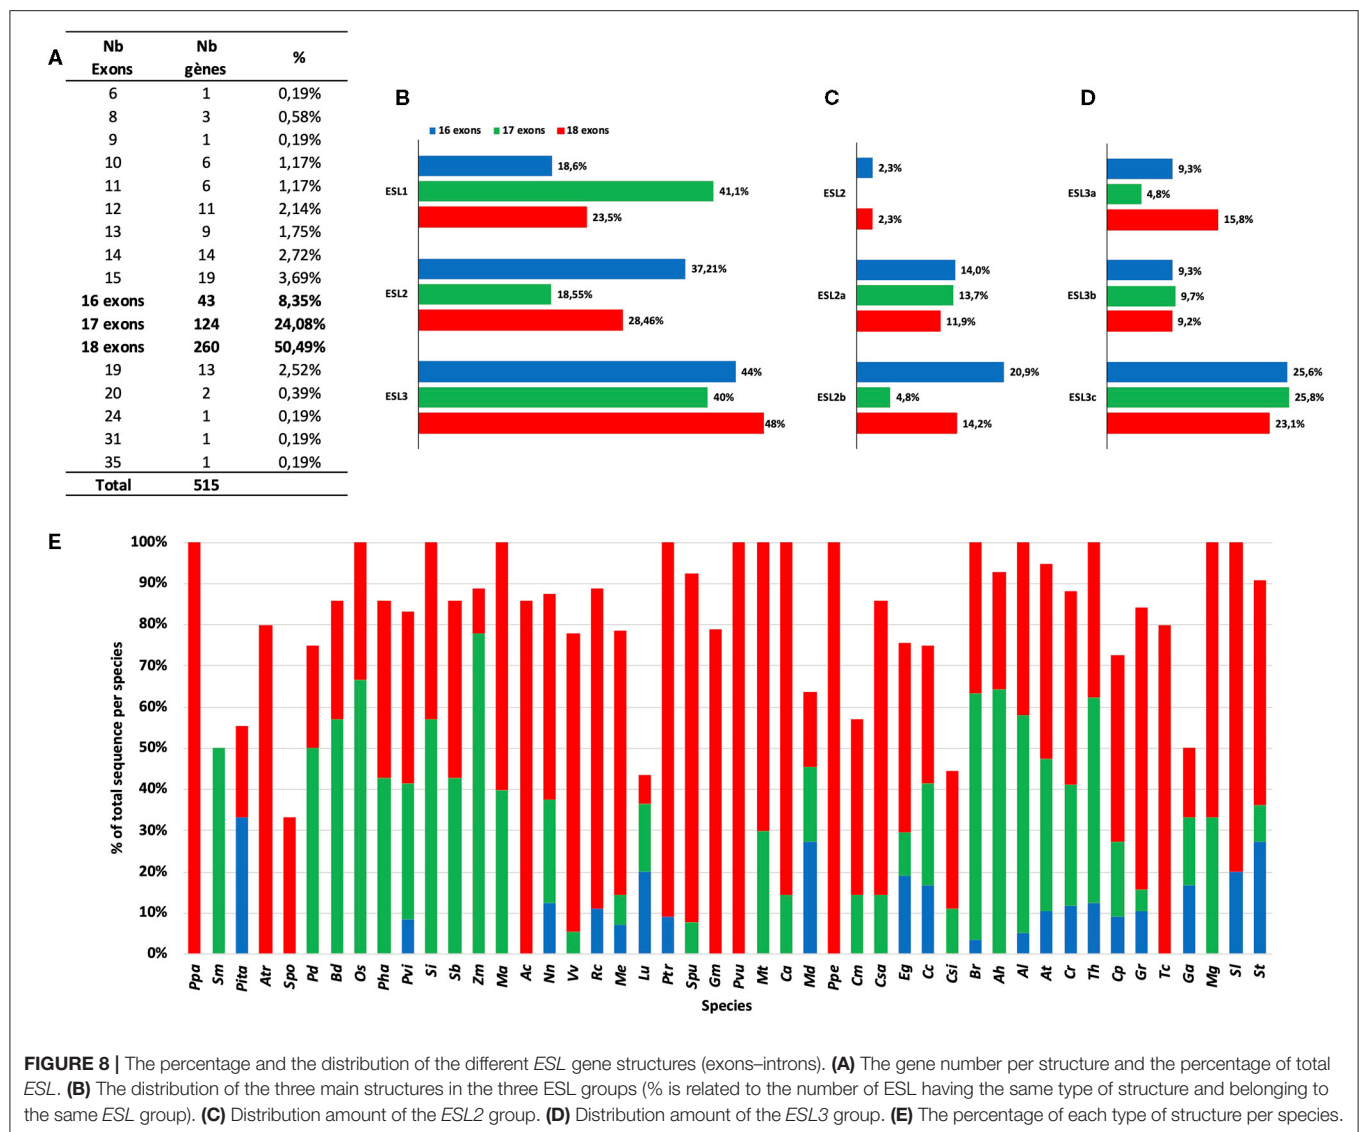 A
Nb Nb %
Exons gènes
6 1 0,19%
8 3 0,58%
9 1 0,19%
10 6 1,17%
11 6 1,17%
12 11 2,14%
13 9 1,75%
14 14 2,72%
15 19 3,69%
16 exons 43 8,35%
17 exons 124 24,08%
18 exons 260 50,49%
19 13 2,52%
20 2 0,39%
24 1 0,19%
31 1 0,19%
35 1 0,19%
Total 515
B
16 exons 17 exons 18 exons
18,6%
ESL1 41,1%
23,5%
37,21%
ESL2 18,55%
28,46%
44%
ESL3 40%
48%
C
2,3%
ESL2
2,3%
14,0%
ESL2a 13,7%
11,9%
20,9%
ESL2b 4,8%
14,2%
D
9,3%
ESL3a 4,8%
15,8%
9,3%
ESL3b 9,7%
9,2%
25,6%
ESL3c 25,8%
23,1%
E
% of total sequence per species
100%
90%
80%
70%
60%
50%
40%
30%
20%
10%
0%
Ppa Sm Pita Atr Spo Pd Bd Os Pha Pvi Si Sb Zm Ma Ac Nn Vv Rc Me Lu Ptr Spu Gm Pvu Mt Ca Md Ppe Cm Csa Eg Cc Csi Br Ah Al At Cr Th Cp Gr Tc Ga Mg Sl St
Species
FIGURE 8 | The percentage and the distribution of the different ESL gene structures (exons–introns). (A) The gene number per structure and the percentage of total
ESL. (B) The distribution of the three main structures in the three ESL groups (% is related to the number of ESL having the same type of structure and belonging to
the same ESL group). (C) Distribution amount of the ESL2 group. (D) Distribution amount of the ESL3 group. (E) The percentage of each type of structure per species.